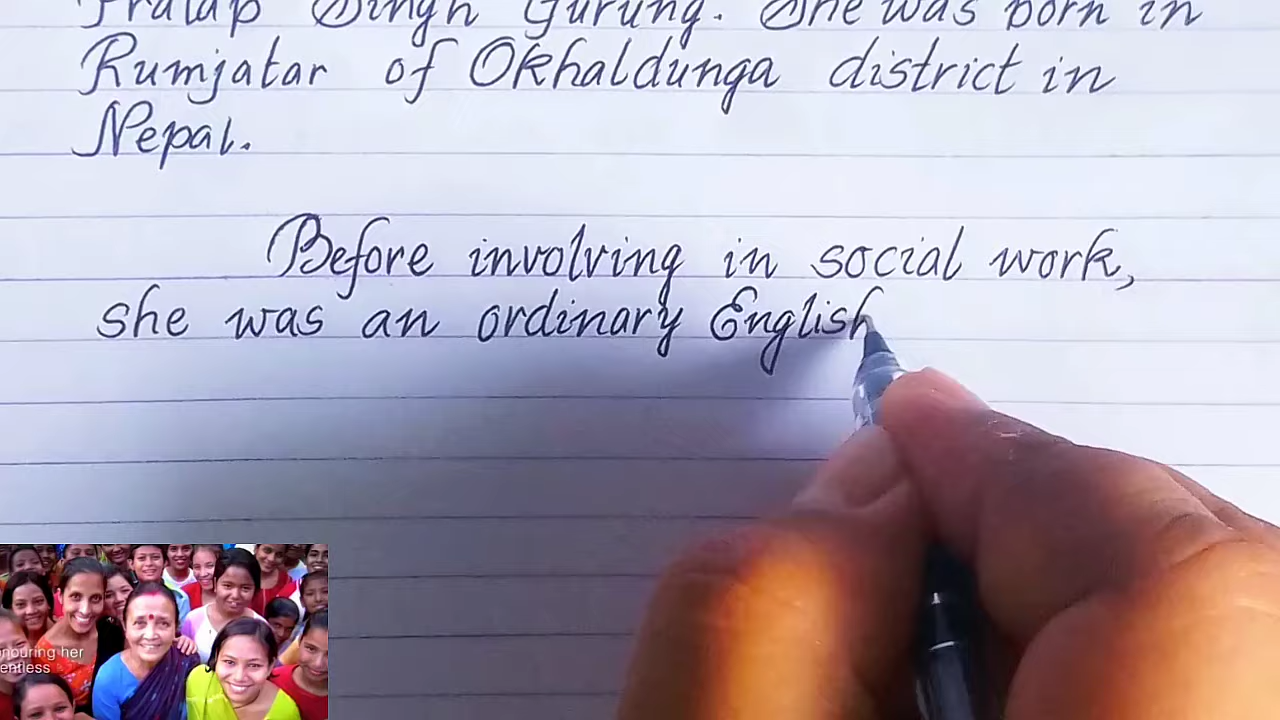 Pratap Singh Gurung. She was born in
Rumjatar of Okhaldunga district in
Nepal.
Before involving in social work,
she was an ordinary English
her